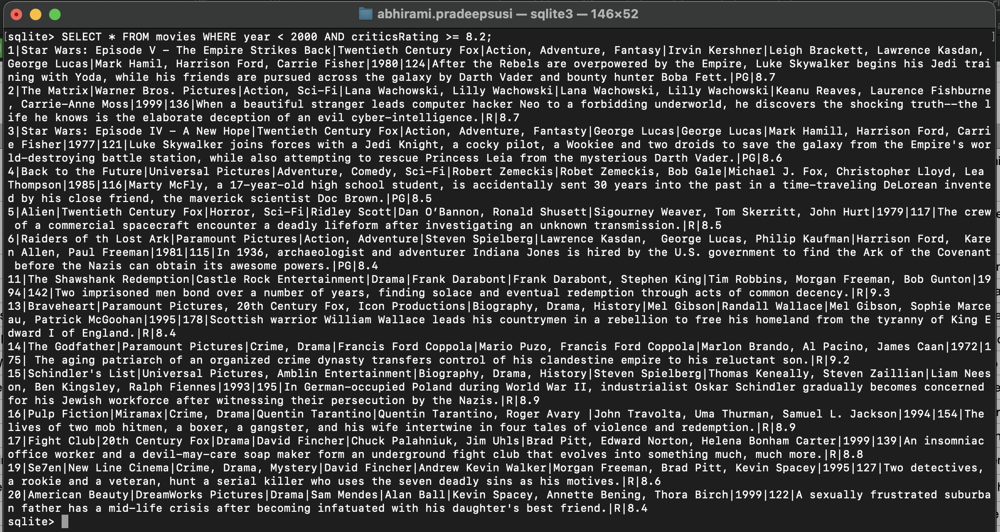 abhirami.pradeepsusi — sqlite3 — 146×52
[sqlite> SELECT * FROM movies WHERE year < 2000 AND criticsRating >= 8.2; ]
1|Star Wars: Episode V - The Empire Strikes Back|Twentieth Century Fox|Action, Adventure, Fantasy|Irvin Kershner|Leigh Brackett, Lawrence Kasdan,
George Lucas|Mark Hamil, Harrison Ford, Carrie Fisher|1980|124|After the Rebels are overpowered by the Empire, Luke Skywalker begins his Jedi trai
ning with Yoda, while his friends are pursued across the galaxy by Darth Vader and bounty hunter Boba Fett.|PG|8.7
2|The Matrix|Warner Bros. Pictures|Action, Sci-Fi|Lana Wachowski, Lilly Wachowski|Lana Wachowski, Lilly Wachowski|Keanu Reaves, Laurence Fishburne
, Carrie-Anne Moss|1999|136|When a beautiful stranger leads computer hacker Neo to a forbidding underworld, he discovers the shocking truth--the l
ife he knows is the elaborate deception of an evil cyber-intelligence.|R|8.7
3|Star Wars: Episode IV - A New Hope|Twentieth Century Fox|Action, Adventure, Fantasty|George Lucas|George Lucas|Mark Hamill, Harrison Ford, Carri
e Fisher|1977|121|Luke Skywalker joins forces with a Jedi Knight, a cocky pilot, a Wookiee and two droids to save the galaxy from the Empire's wor
ld-destroying battle station, while also attempting to rescue Princess Leia from the mysterious Darth Vader.|PG|8.6
4|Back to the Future|Universal Pictures|Adventure, Comedy, Sci-Fi|Robert Zemeckis|Robet Zemeckis, Bob Gale|Michael J. Fox, Christopher Lloyd, Lea
Thompson|1985|116|Marty McFly, a 17-year-old high school student, is accidentally sent 30 years into the past in a time-traveling DeLorean invente
d by his close friend, the maverick scientist Doc Brown.|PG|8.5
5|Alien|Twentieth Century Fox|Horror, Sci-Fi|Ridley Scott|Dan O’Bannon, Ronald Shusett|Sigourney Weaver, Tom Skerritt, John Hurt|1979|117|The crew
of a commercial spacecraft encounter a deadly lifeform after investigating an unknown transmission.|R|8.5
6|Raiders of th Lost Ark|Paramount Pictures|Action, Adventure|Steven Spielberg|Lawrence Kasdan,  George Lucas, Philip Kaufman|Harrison Ford,  Kare
n Allen, Paul Freeman|1981|115|In 1936, archaeologist and adventurer Indiana Jones is hired by the U.S. government to find the Ark of the Covenant
before the Nazis can obtain its awesome powers.|PG|8.4
11|The Shawshank Redemption|Castle Rock Entertainment|Drama|Frank Darabont|Frank Darabont, Stephen King|Tim Robbins, Morgan Freeman, Bob Gunton|19
94|142|Two imprisoned men bond over a number of years, finding solace and eventual redemption through acts of common decency.|R|9.3
13|Braveheart|Paramount Pictures, 20th Century Fox, Icon Productions|Biography, Drama, History|Mel Gibson|Randall Wallace|Mel Gibson, Sophie Marce
au, Patrick McGoohan|1995|178|Scottish warrior William Wallace leads his countrymen in a rebellion to free his homeland from the tyranny of King E
dward I of England.|R|8.4
14|The Godfather|Paramount Pictures|Crime, Drama|Francis Ford Coppola|Mario Puzo, Francis Ford Coppola|Marlon Brando, Al Pacino, James Caan|1972|1
75| The aging patriarch of an organized crime dynasty transfers control of his clandestine empire to his reluctant son.|R|9.2
15|Schindler's List|Universal Pictures, Amblin Entertainment|Biography, Drama, History|Steven Spielberg|Thomas Keneally, Steven Zaillian|Liam Nees
on, Ben Kingsley, Ralph Fiennes|1993|195|In German-occupied Poland during World War II, industrialist Oskar Schindler gradually becomes concerned
for his Jewish workforce after witnessing their persecution by the Nazis.|R|8.9
16|Pulp Fiction|Miramax|Crime, Drama|Quentin Tarantino|Quentin Tarantino, Roger Avary |John Travolta, Uma Thurman, Samuel L. Jackson|1994|154|The
lives of two mob hitmen, a boxer, a gangster, and his wife intertwine in four tales of violence and redemption.|R|8.9
17|Fight Club|20th Century Fox|Drama|David Fincher|Chuck Palahniuk, Jim Uhls|Brad Pitt, Edward Norton, Helena Bonham Carter|1999|139|An insomniac
office worker and a devil-may-care soap maker form an underground fight club that evolves into something much, much more.|R|8.8
19|Se7en|New Line Cinema|Crime, Drama, Mystery|David Fincher|Andrew Kevin Walker|Morgan Freeman, Brad Pitt, Kevin Spacey|1995|127|Two detectives,
a rookie and a veteran, hunt a serial killer who uses the seven deadly sins as his motives.|R|8.6
20|American Beauty|DreamWorks Pictures|Drama|Sam Mendes|Alan Ball|Kevin Spacey, Annette Bening, Thora Birch|1999|122|A sexually frustrated suburba
n father has a mid-life crisis after becoming infatuated with his daughter's best friend.|R|8.4
sqlite>